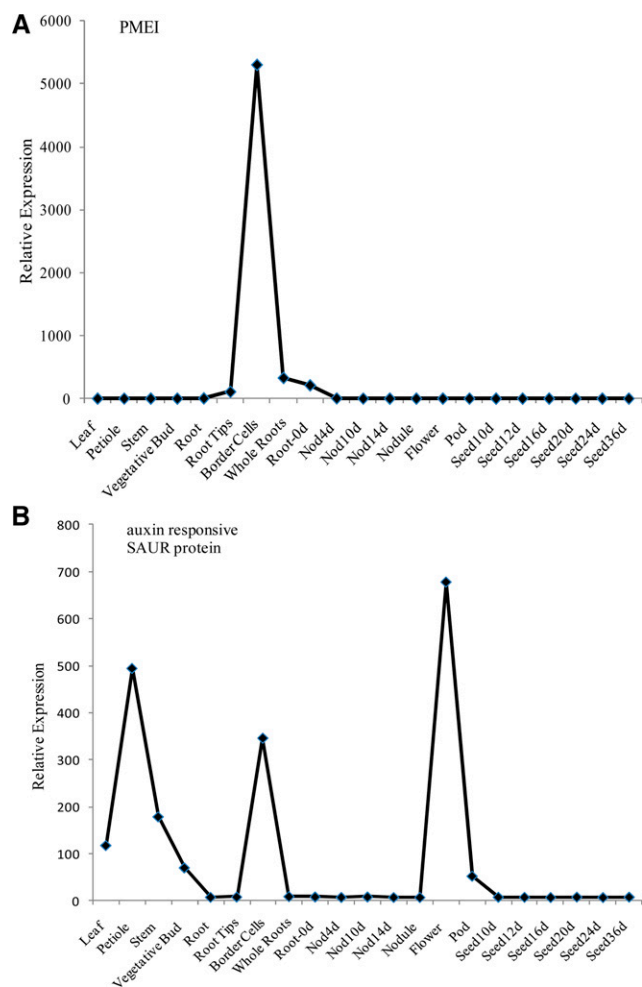 A
PMEI
6000
5000
4000
3000
2000
1000
0
Relative Expression
Leaf
Petiole
Stem
Vegetative Bud
Root
Root Tips
Border Cells
Whole Roots
Root-0d
Nod4d
Nod10d
Nod14d
Nodule
Flower
Pod
Seed10d
Seed12d
Seed16d
Seed20d
Seed24d
Seed36d
B
auxin responsive
SAUR protein
800
700
600
500
400
300
200
100
0
Relative Expression
Leaf
Petiole
Stem
Vegetative Bud
Root
Root Tips
Border Cells
Whole Roots
Root-0d
Nod4d
Nod10d
Nod14d
Nodule
Flower
Pod
Seed10d
Seed12d
Seed16d
Seed20d
Seed24d
Seed36d